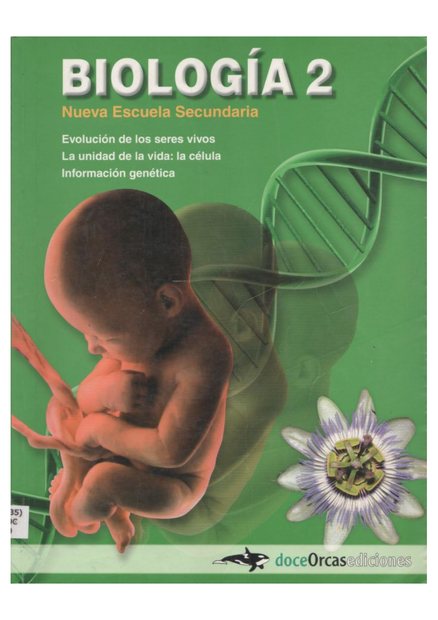 BIOLOGÍA 2
Nueva Escuela Secundaria
Evolución de los seres vivos
La unidad de la vida: la célula
Información genética
doceOrcasediciones